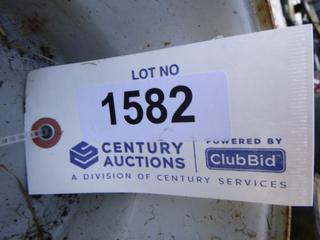 LOT NO
1582
CENTURY
AUCTIONS
POWERED BY
ClubBid
A DIVISION OF CENTURY SERVICES